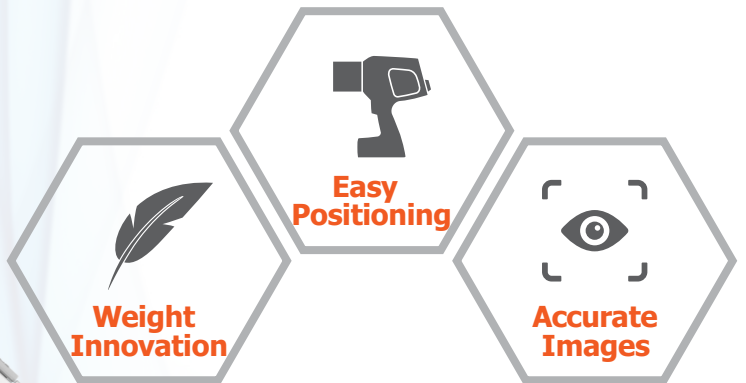 Easy
Positioning
Weight
Innovation
Accurate
Images